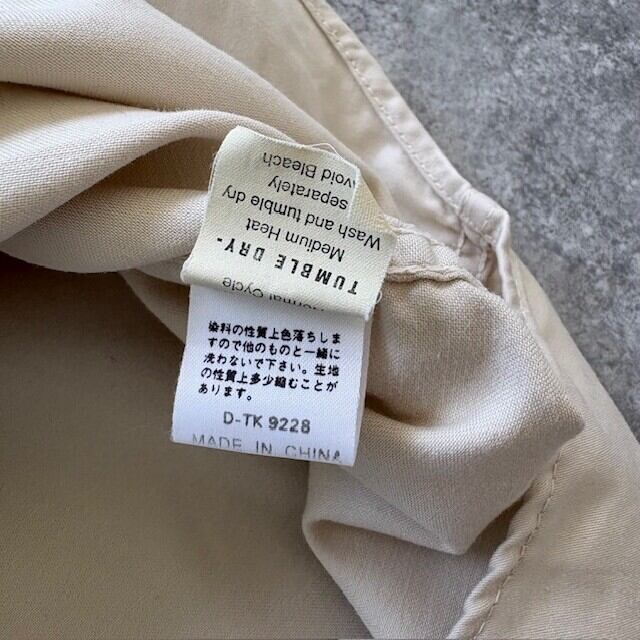 Normal Cycle
TUMBLE DRY.
Medium Heat
Wash and tumble dry
separately
Avoid Bleach
染料の性質上色落ちしま
すので他のものと一緒に
洗わないで下さい。生地
の性質上多少縮むことが
あります。
D-TK 9228
MADE IN CHINA